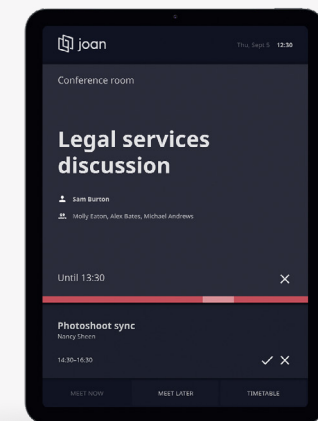 joan
Thu, Sept 5 12:30
Conference room
Legal services
discussion
Sam Burton
Molly Eaton, Alex Bates, Michael Andrews
Until 13:30
Photoshoot sync
Nancy Sheen
14:30–16:30
MEET NOW MEET LATER TIMETABLE